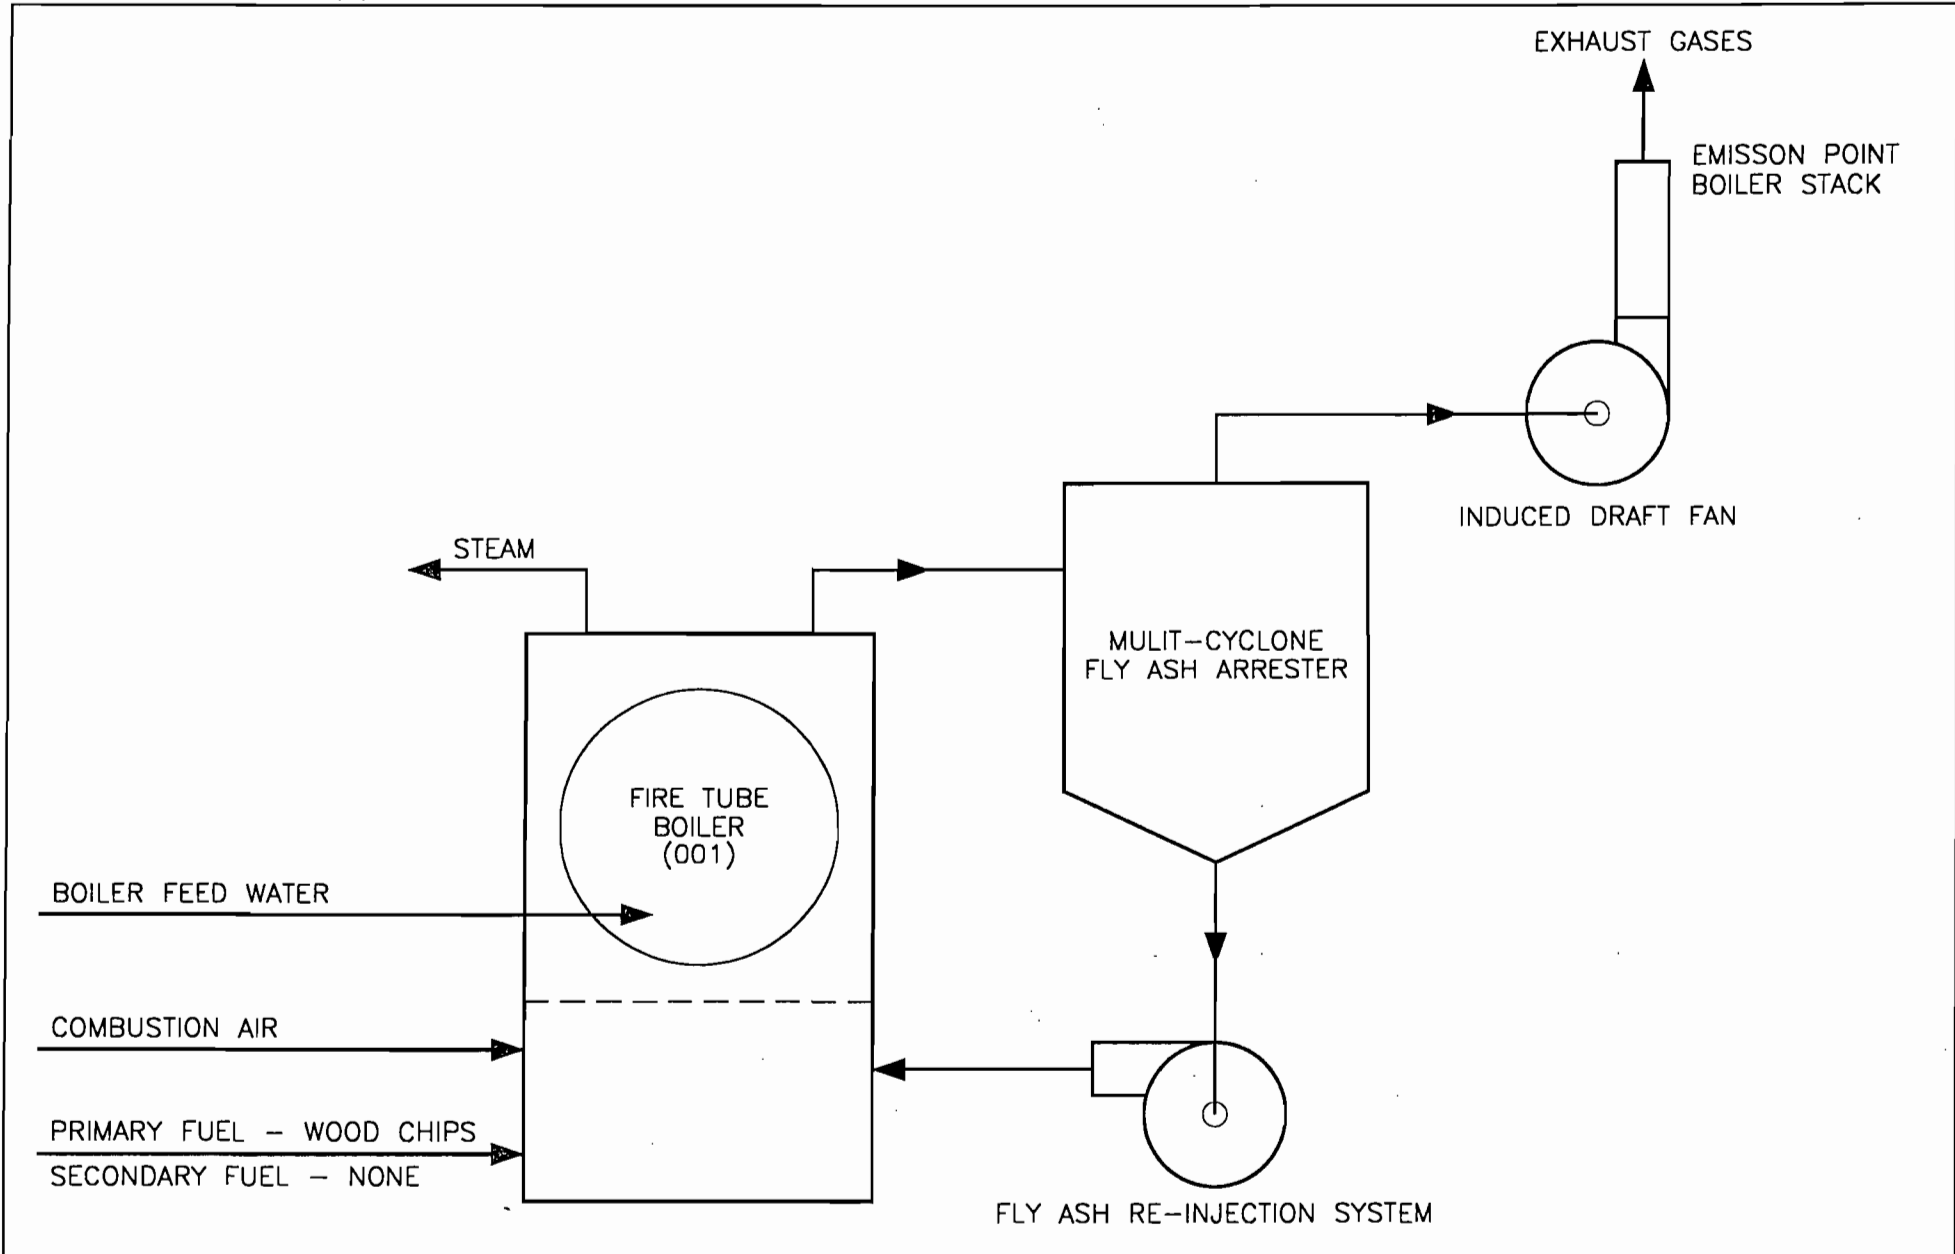 EXHAUST GASES
EMISSON POINT
BOILER STACK
INDUCED DRAFT FAN
STEAM
MULIT-CYCLONE
FLY ASH ARRESTER
FIRE TUBE
BOILER
(001)
BOILER FEED WATER
COMBUSTION AIR
PRIMARY FUEL - WOOD CHIPS
SECONDARY FUEL - NONE
FLY ASH RE-INJECTION SYSTEM